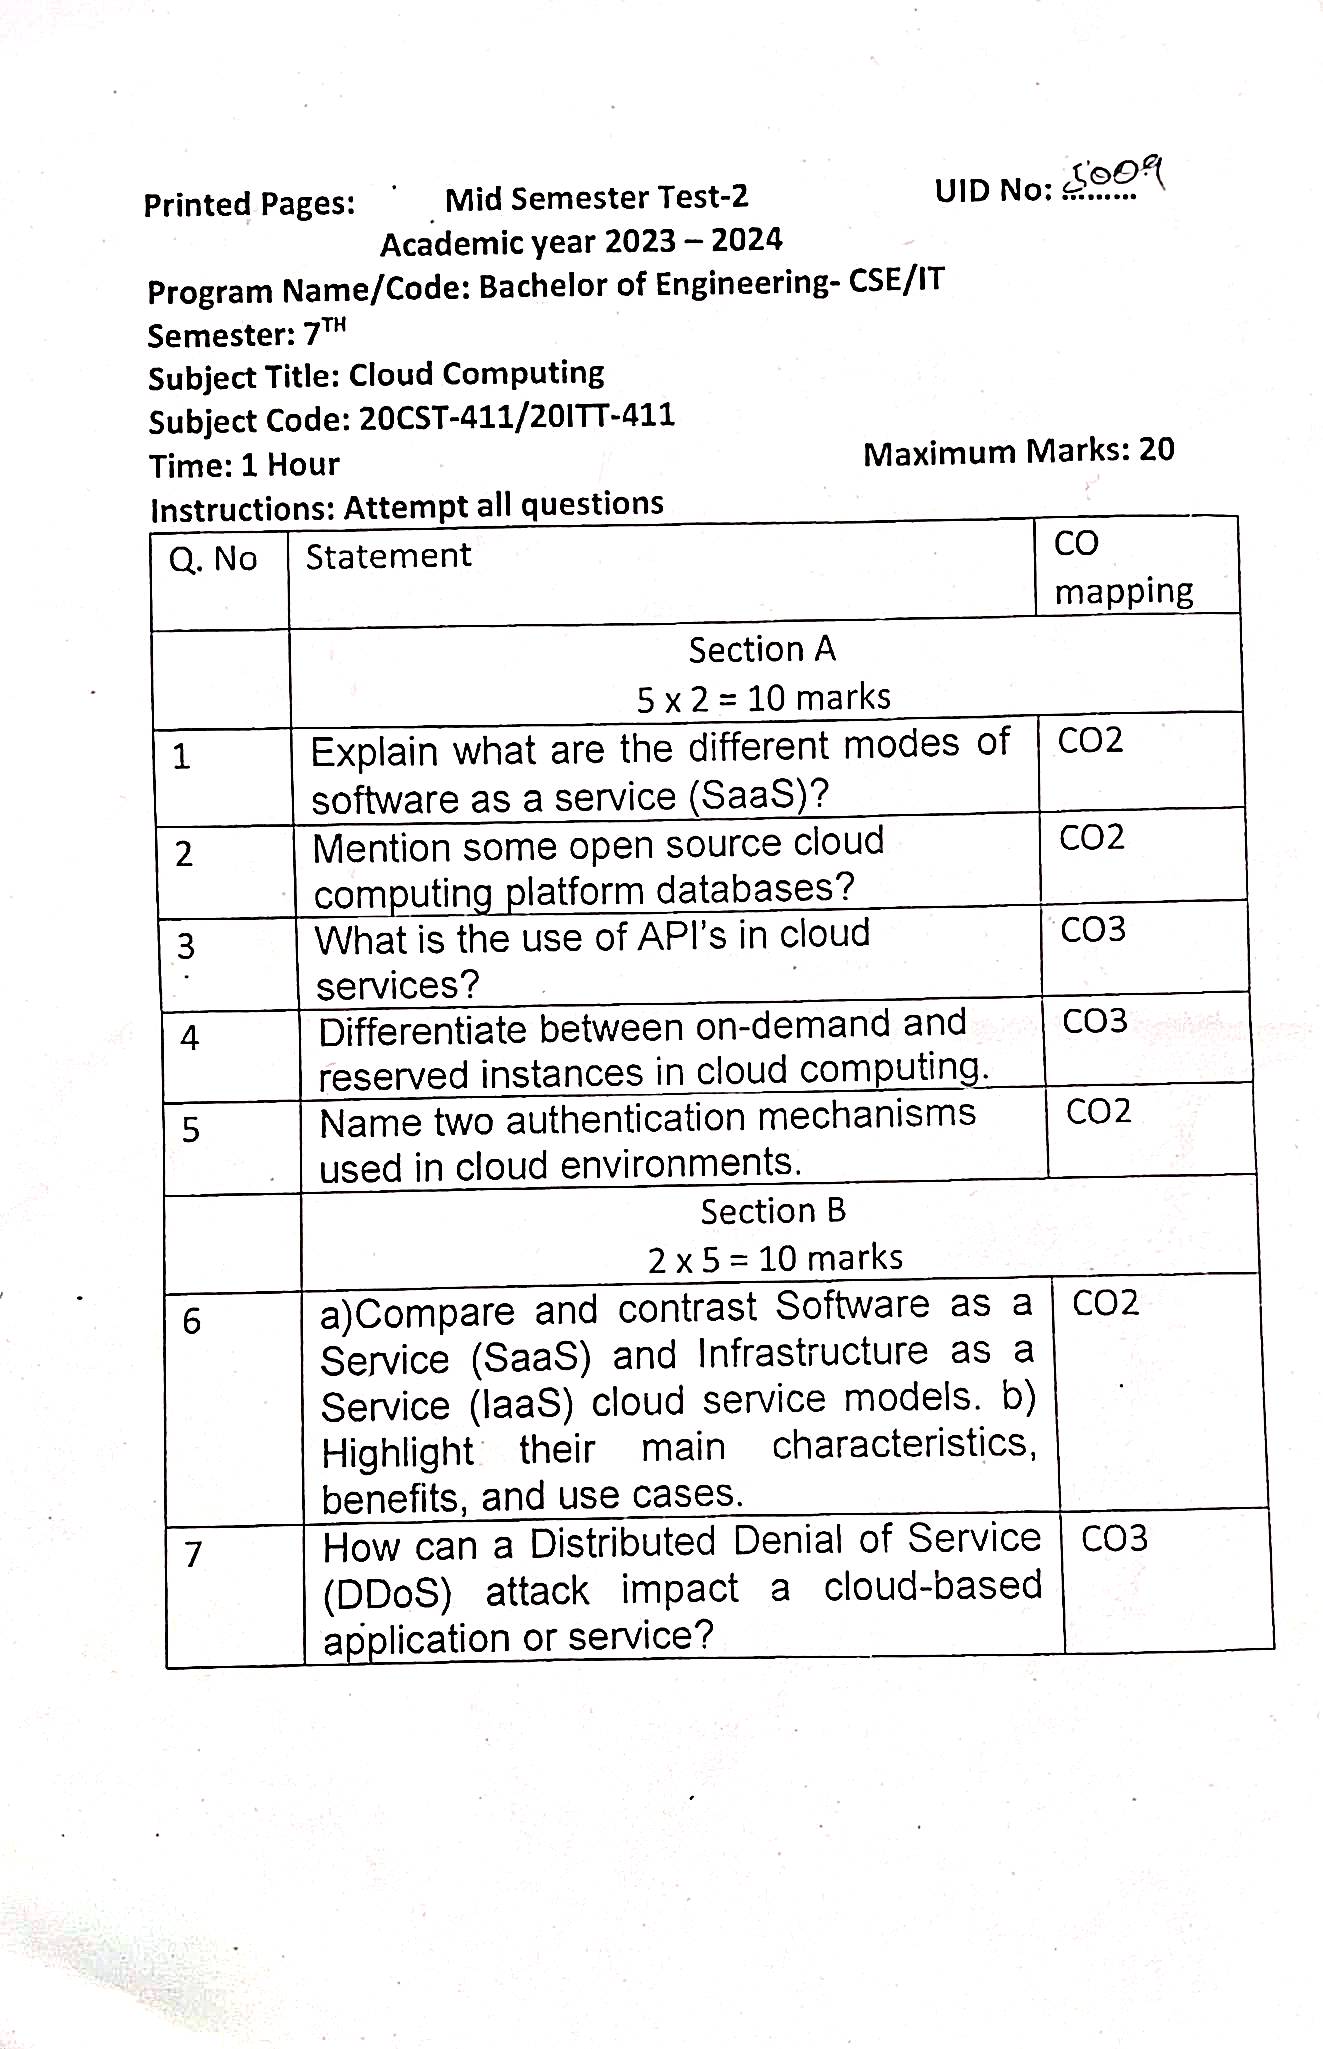 Printed Pages: Mid Semester Test-2 UID No: 5009
Academic year 2023 – 2024
Program Name/Code: Bachelor of Engineering- CSE/IT
Semester: 7TH
Subject Title: Cloud Computing
Subject Code: 20CST-411/20ITT-411
Time: 1 Hour Maximum Marks: 20
Instructions: Attempt all questions
Q. No Statement CO
mapping
Section A
5 x 2 = 10 marks
1 Explain what are the different modes of CO2
software as a service (SaaS)?
2 Mention some open source cloud CO2
computing platform databases?
3 What is the use of API's in cloud CO3
services?
4 Differentiate between on-demand and CO3
reserved instances in cloud computing.
5 Name two authentication mechanisms CO2
used in cloud environments.
Section B
2 x 5 = 10 marks
6 a)Compare and contrast Software as a CO2
Service (SaaS) and Infrastructure as a
Service (IaaS) cloud service models. b)
Highlight their main characteristics,
benefits, and use cases.
7 How can a Distributed Denial of Service CO3
(DDoS) attack impact a cloud-based
application or service?